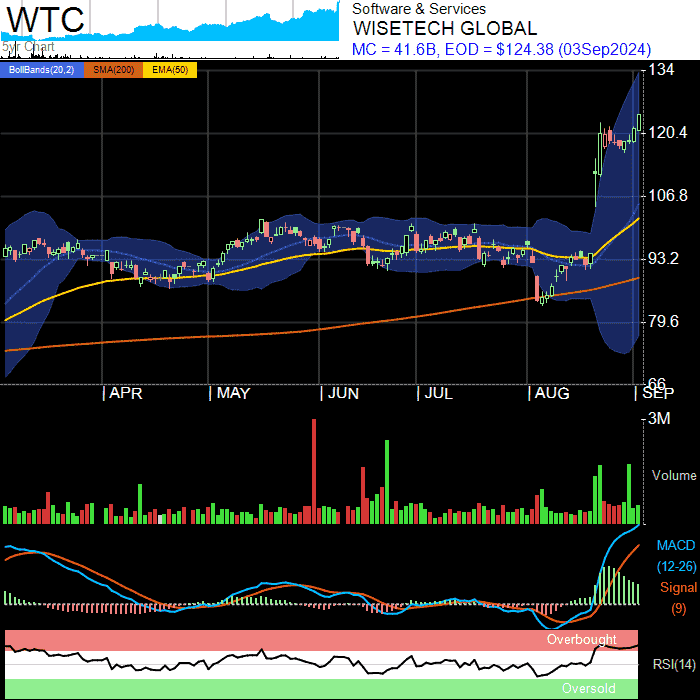 WTC
5yr Chart
Software & Services
WISETECH GLOBAL
MC = 41.6B, EOD = $124.38 (03Sep2024)
BollBands(20,2) SMA(200) EMA(50)
134
120.4
106.8
93.2
79.6
66
APR MAY JUN JUL AUG SEP
3M
Volume
MACD
(12-26)
Signal
(9)
Overbought
RSI(14)
Oversold